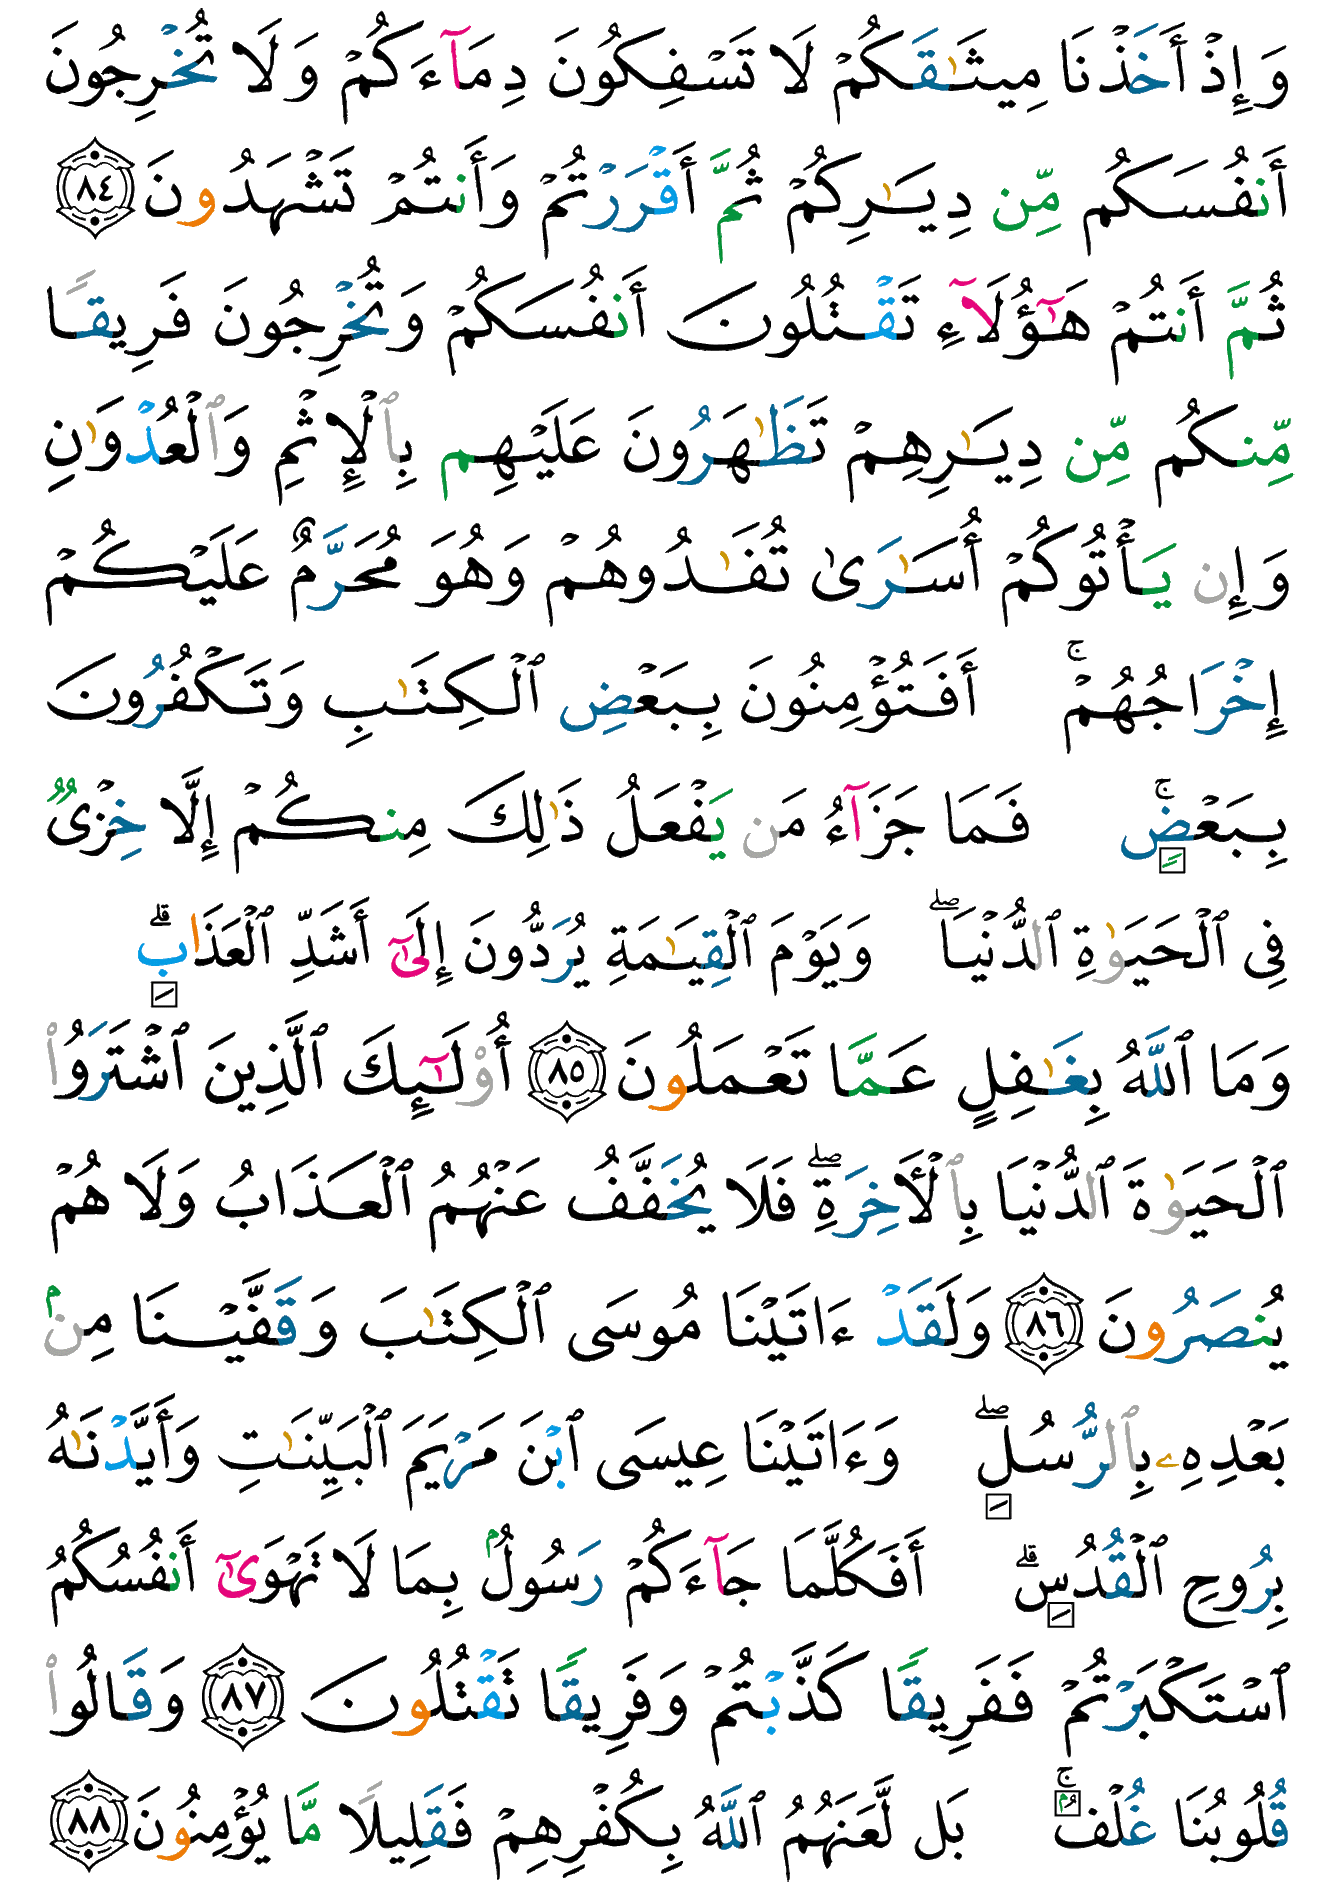 وَإِذْ أَخَذْنَا مِيثَـٰقَكُمْ لَا تَسْفِكُونَ دِمَآءَكُمْ وَلَا تُخْرِجُونَ
أَنفُسَكُم مِّن دِيَـٰرِكُمْ ثُمَّ أَقْرَرْتُمْ وَأَنتُمْ تَشْهَدُونَ ٨٤
ثُمَّ أَنتُمْ هَـٰٓؤُلَآءِ تَقْتُلُونَ أَنفُسَكُمْ وَتُخْرِجُونَ فَرِيقًا
مِّنكُم مِّن دِيَـٰرِهِمْ تَظَـٰهَرُونَ عَلَيْهِم بِٱلْإِثْمِ وَٱلْعُدْوَٰنِ
وَإِن يَأْتُوكُمْ أُسَـٰرَىٰ تُفَـٰدُوهُمْ وَهُوَ مُحَرَّمٌ عَلَيْكُمْ
إِخْرَاجُهُمْ ۚ أَفَتُؤْمِنُونَ بِبَعْضِ ٱلْكِتَـٰبِ وَتَكْفُرُونَ
بِبَعْضٍ ۚ فَمَا جَزَآءُ مَن يَفْعَلُ ذَٰلِكَ مِنكُمْ إِلَّا خِزْىٌ
فِى ٱلْحَيَوٰةِ ٱلدُّنْيَا ۖ وَيَوْمَ ٱلْقِيَـٰمَةِ يُرَدُّونَ إِلَىٰٓ أَشَدِّ ٱلْعَذَابِ ۗ
وَمَا ٱللَّهُ بِغَـٰفِلٍ عَمَّا تَعْمَلُونَ ٨٥ أُو۟لَـٰٓئِكَ ٱلَّذِينَ ٱشْتَرَوُا۟
ٱلْحَيَوٰةَ ٱلدُّنْيَا بِٱلْـَٔاخِرَةِ ۖ فَلَا يُخَفَّفُ عَنْهُمُ ٱلْعَذَابُ وَلَا هُمْ
يُنصَرُونَ ٨٦ وَلَقَدْ ءَاتَيْنَا مُوسَى ٱلْكِتَـٰبَ وَقَفَّيْنَا مِنۢ
بَعْدِهِۦ بِٱلرُّسُلِ ۖ وَءَاتَيْنَا عِيسَى ٱبْنَ مَرْيَمَ ٱلْبَيِّنَـٰتِ وَأَيَّدْنَـٰهُ
بِرُوحِ ٱلْقُدُسِ ۗ أَفَكُلَّمَا جَآءَكُمْ رَسُولٌۢ بِمَا لَا تَهْوَىٰٓ أَنفُسُكُمُ
ٱسْتَكْبَرْتُمْ فَفَرِيقًا كَذَّبْتُمْ وَفَرِيقًا تَقْتُلُونَ ٨٧ وَقَالُوا۟
قُلُوبُنَا غُلْفٌۢ ۚ بَل لَّعَنَهُمُ ٱللَّهُ بِكُفْرِهِمْ فَقَلِيلًا مَّا يُؤْمِنُونَ ٨٨